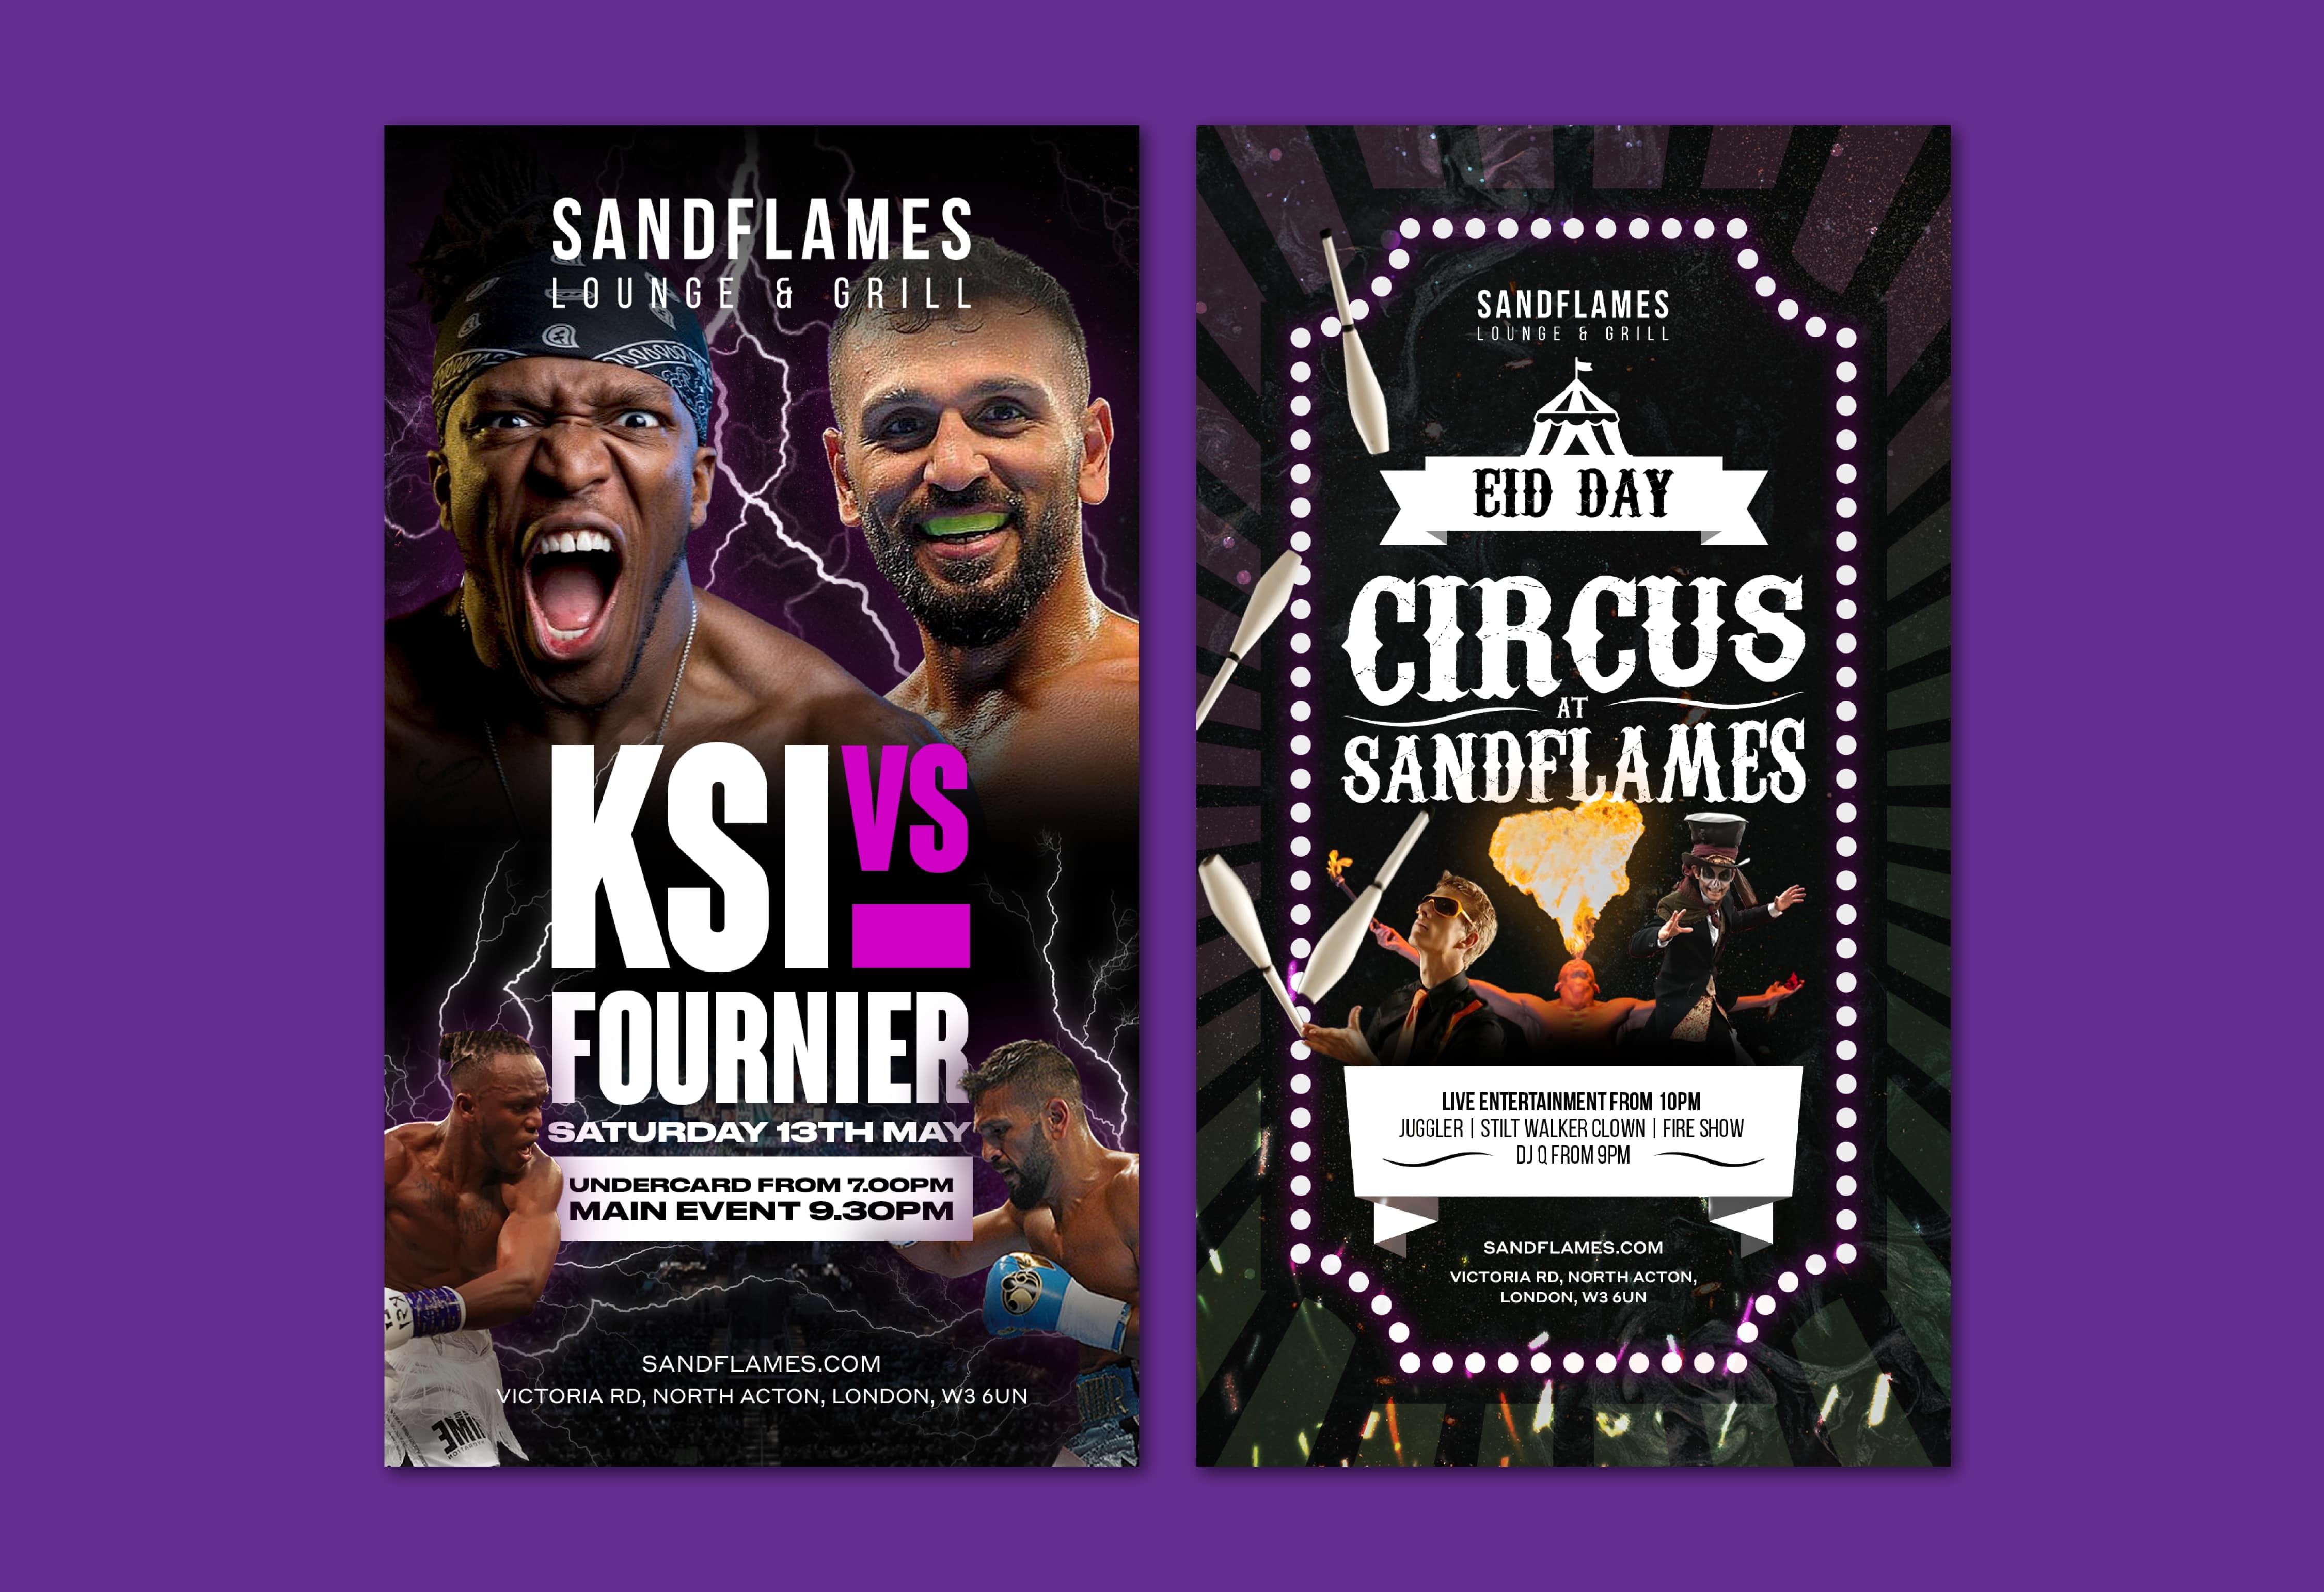 SANDFLAMES
LOUNGE & GRILL
KSI VS
FOURNIER
SATURDAY 13TH MAY
UNDERCARD FROM 7.00PM
MAIN EVENT 9.30PM
SANDFLAMES.COM
VICTORIA RD, NORTH ACTON, LONDON, W3 6UN
SANDFLAMES
LOUNGE & GRILL
EID DAY
CIRCUS
AT
SANDFLAMES
LIVE ENTERTAINMENT FROM 10PM
JUGGLER | STILT WALKER CLOWN | FIRE SHOW
DJ Q FROM 9PM
SANDFLAMES.COM
VICTORIA RD, NORTH ACTON,
LONDON, W3 6UN